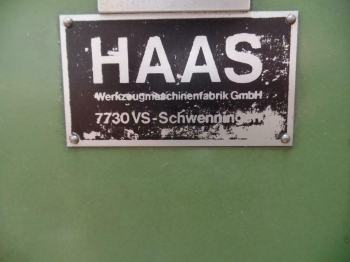 HAAS
Werkzeugmaschinenfabrik GmbH
7730 VS-Schwenningen